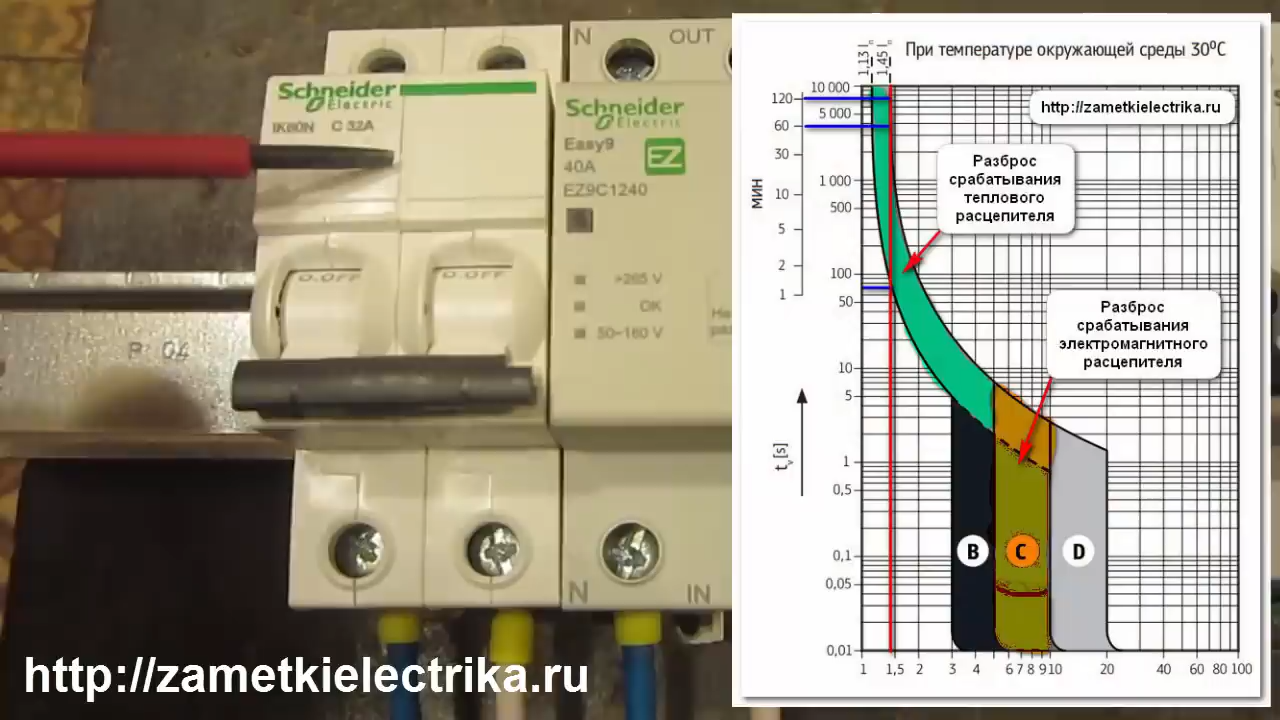 Schneider
Electric
IK60N C 32A
O.OFF
O.OFF
N
OUT
Schneider
Electric
Easy9
40A
EZ
EZ9C1240
>265 V
OK
50~160 V
N
IN
http://zametkielectrika.ru
При температуре окружающей среды 30⁰С
1,13 In
1,45 In
http://zametkielectrika.ru
Разброс
срабатывания
теплового
расцепителя
Разброс
срабатывания
электромагнитного
расцепителя
МИН
120
60
30
10
5
2
1
10 000
5 000
1 000
500
100
50
10
5
1
0,5
0,1
0,05
0,01
tv[s]
B
C
D
1 1,5 2 3 4 6 7 8 9 10 20 40 60 80 100